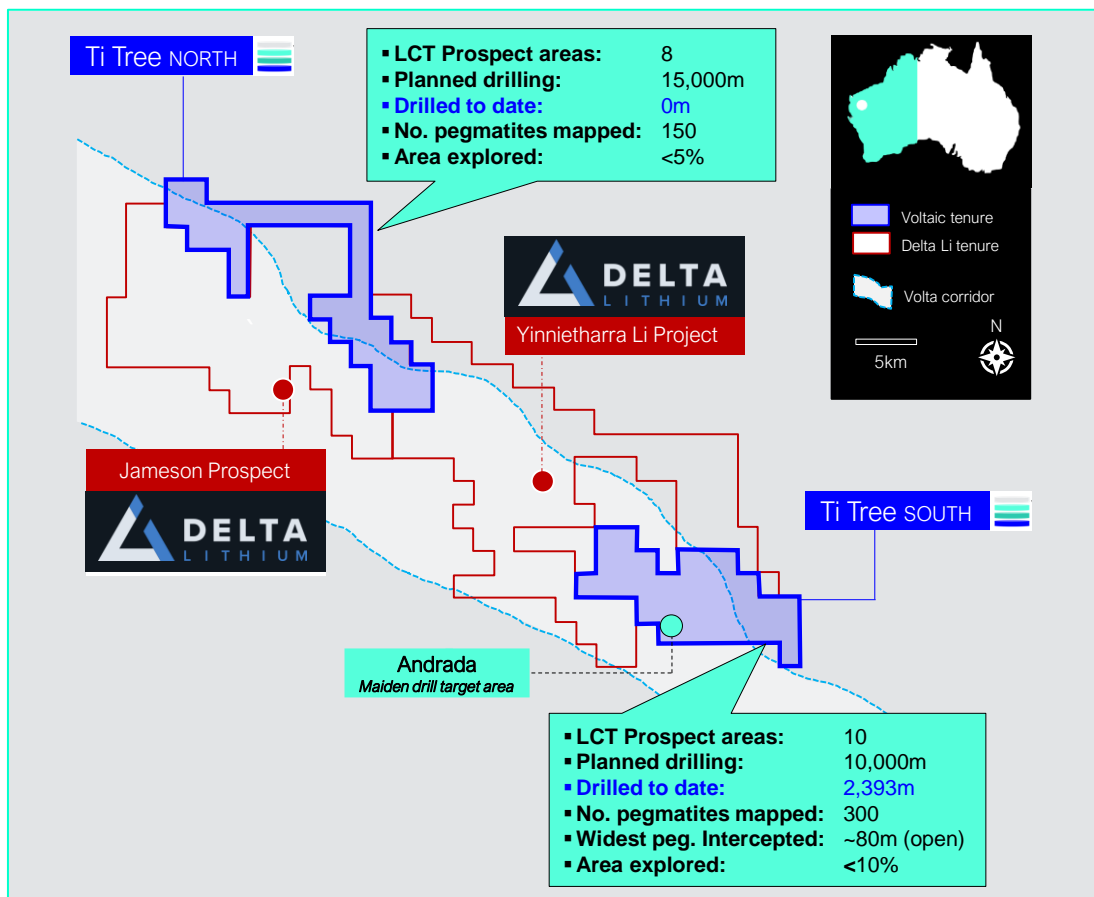 Ti Tree NORTH
▪ LCT Prospect areas: 8
▪ Planned drilling: 15,000m
▪ Drilled to date: 0m
▪ No. pegmatites mapped: 150
▪ Area explored: <5%
Voltaic tenure
Delta Li tenure
Volta corridor
5km
N
DELTA
LITHIUM
Yinnietharra Li Project
Jameson Prospect
DELTA
LITHIUM
Ti Tree SOUTH
Andrada
Maiden drill target area
▪ LCT Prospect areas: 10
▪ Planned drilling: 10,000m
▪ Drilled to date: 2,393m
▪ No. pegmatites mapped: 300
▪ Widest peg. Intercepted: ~80m (open)
▪ Area explored: <10%